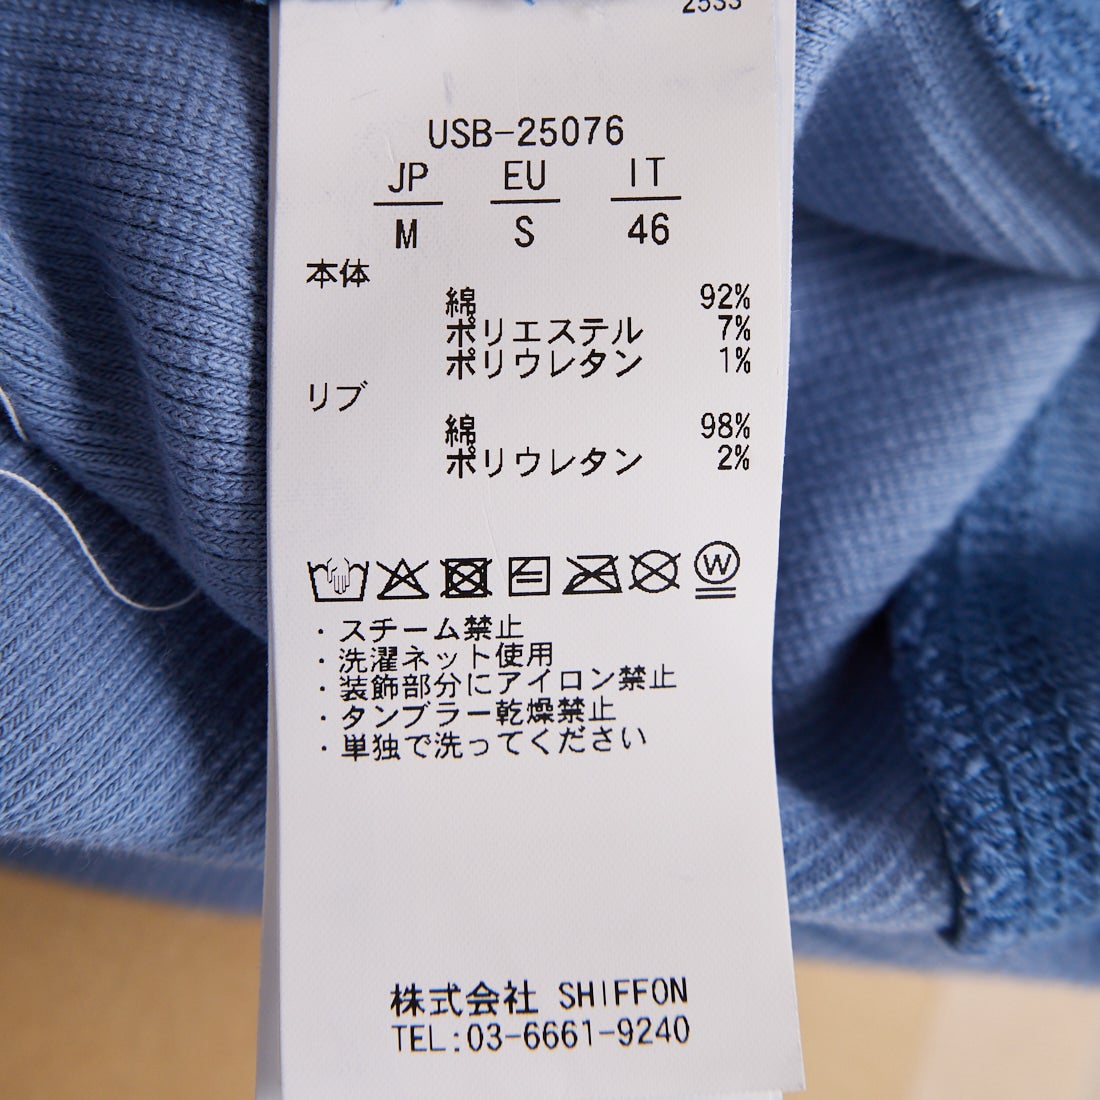 2533
USB-25076
JP EU IT
M S 46
本体
綿 92%
ポリエステル 7%
ポリウレタン 1%
リブ
綿 98%
ポリウレタン 2%
W
・スチーム禁止
・洗濯ネット使用
・装飾部分にアイロン禁止
・タンブラー乾燥禁止
・単独で洗ってください
株式会社 SHIFFON
TEL:03-6661-9240